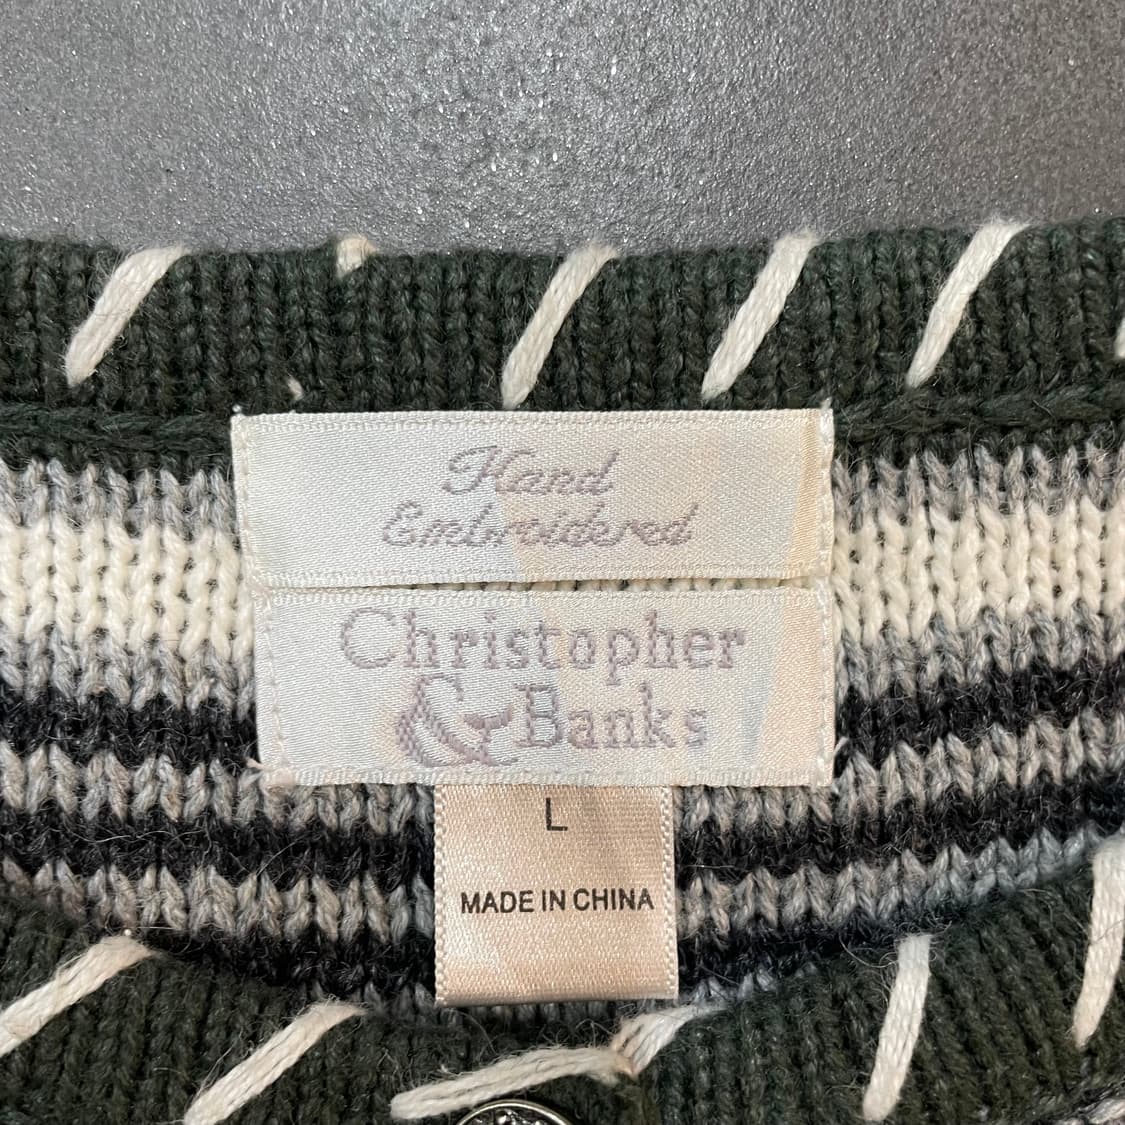 Hand
Embroidered
Christopher
& Banks
L
MADE IN CHINA